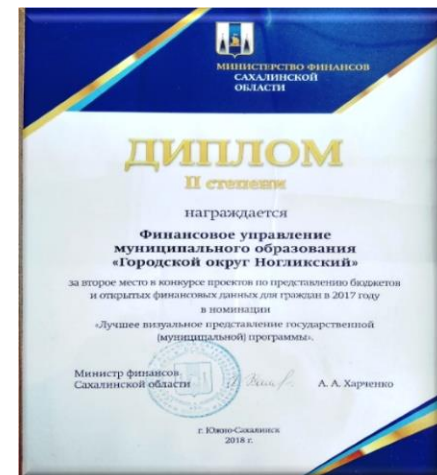 МИНИСТЕРСТВО ФИНАНСОВ
САХАЛИНСКОЙ
ОБЛАСТИ
ДИПЛОМ
II степени
награждается
Финансовое управление
муниципального образования
«Городской округ Ногликский»
за второе место в конкурсе проектов по представлению бюджетов
и открытых финансовых данных для граждан в 2017 году
в номинации
«Лучшее визуальное представление государственной
(муниципальной) программы».
Министр финансов
Сахалинской области
А. А. Харченко
г. Южно-Сахалинск
2018 г.